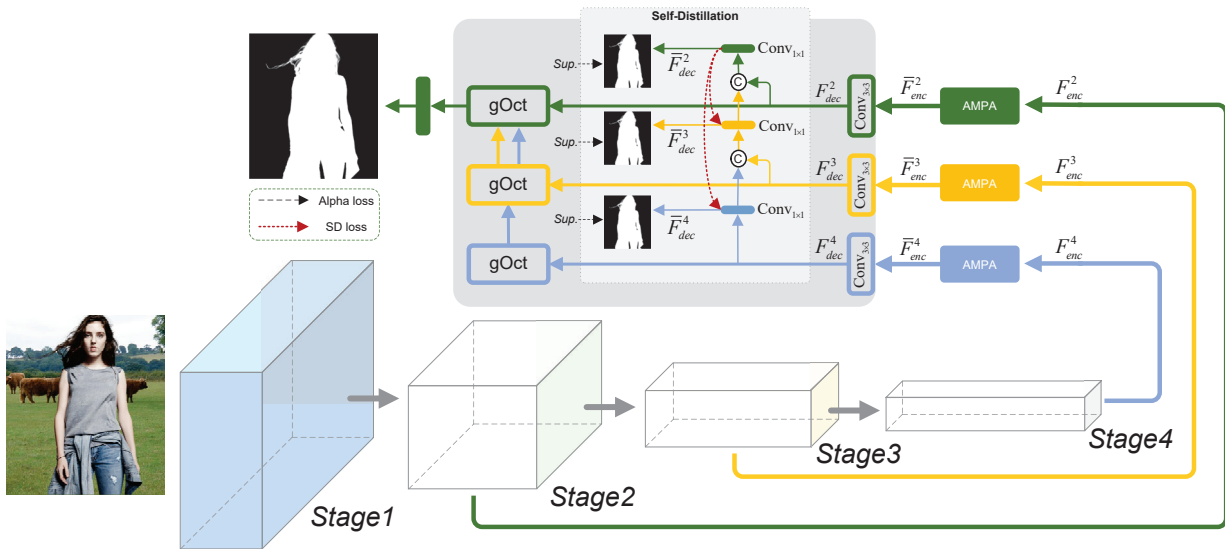 Self-Distillation
Sup.
F̅²dec
Conv1×1
C
gOct
F²dec
Conv3×3
F̅²enc
AMPA
F²enc
Sup.
F̅³dec
Conv1×1
C
gOct
F³dec
Conv3×3
F̅³enc
AMPA
F³enc
Alpha loss
SD loss
Sup.
F̅⁴dec
Conv1×1
gOct
F⁴dec
Conv3×3
F̅⁴enc
AMPA
F⁴enc
Stage1
Stage2
Stage3
Stage4